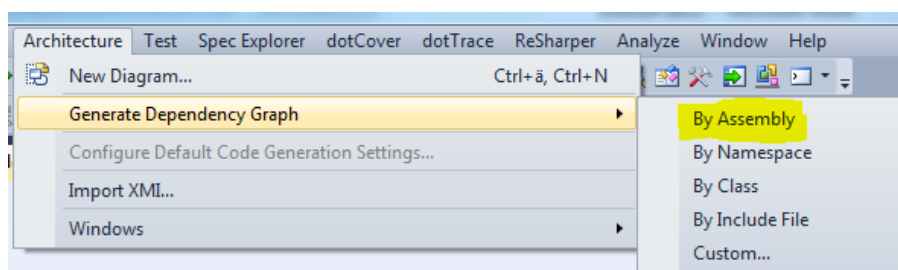 Architecture Test Spec Explorer dotCover dotTrace ReSharper Analyze Window Help
New Diagram... Ctrl+ä, Ctrl+N
Generate Dependency Graph
By Assembly
Configure Default Code Generation Settings...
By Namespace
Import XMI...
By Class
Windows
By Include File
Custom...